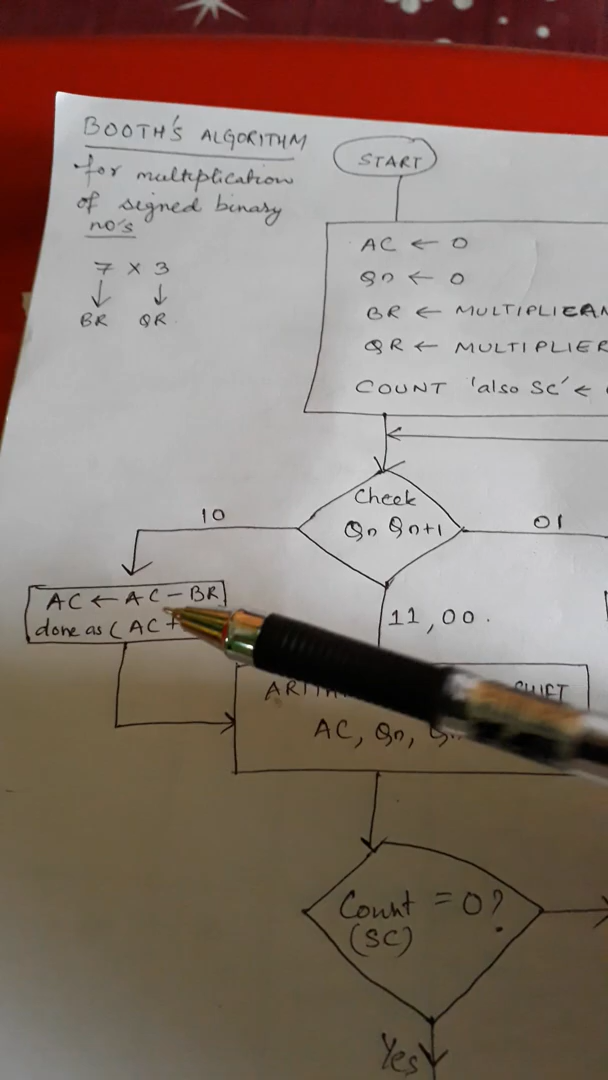 BOOTH'S ALGORITHM
for multiplication
of signed binary
no's
7 X 3
BR QR
START
AC ← 0
Qn ← 0
BR ← MULTIPLICAN
QR ← MULTIPLIER
COUNT 'also SC' ←
Check
Qn Qn+1
10
01
11, 00.
AC ← AC - BR
done as (AC +
SHIFT
AC, Qn,
Count = 0?
(SC)
Yes